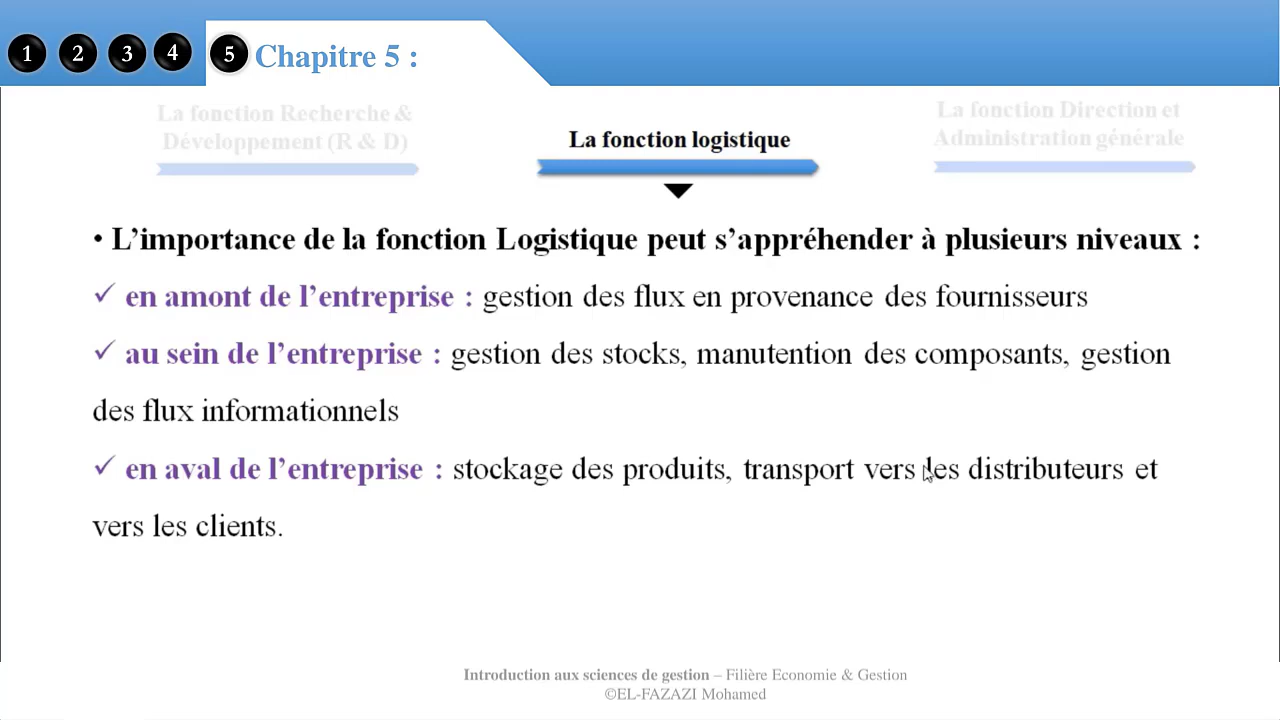 1 2 3 4 5 Chapitre 5 :
La fonction Recherche &
Développement (R & D)
La fonction logistique
La fonction Direction et
Administration générale
• L’importance de la fonction Logistique peut s’appréhender à plusieurs niveaux :
✓ en amont de l’entreprise : gestion des flux en provenance des fournisseurs
✓ au sein de l’entreprise : gestion des stocks, manutention des composants, gestion
des flux informationnels
✓ en aval de l’entreprise : stockage des produits, transport vers les distributeurs et
vers les clients.
Introduction aux sciences de gestion – Filière Economie & Gestion
©EL-FAZAZI Mohamed